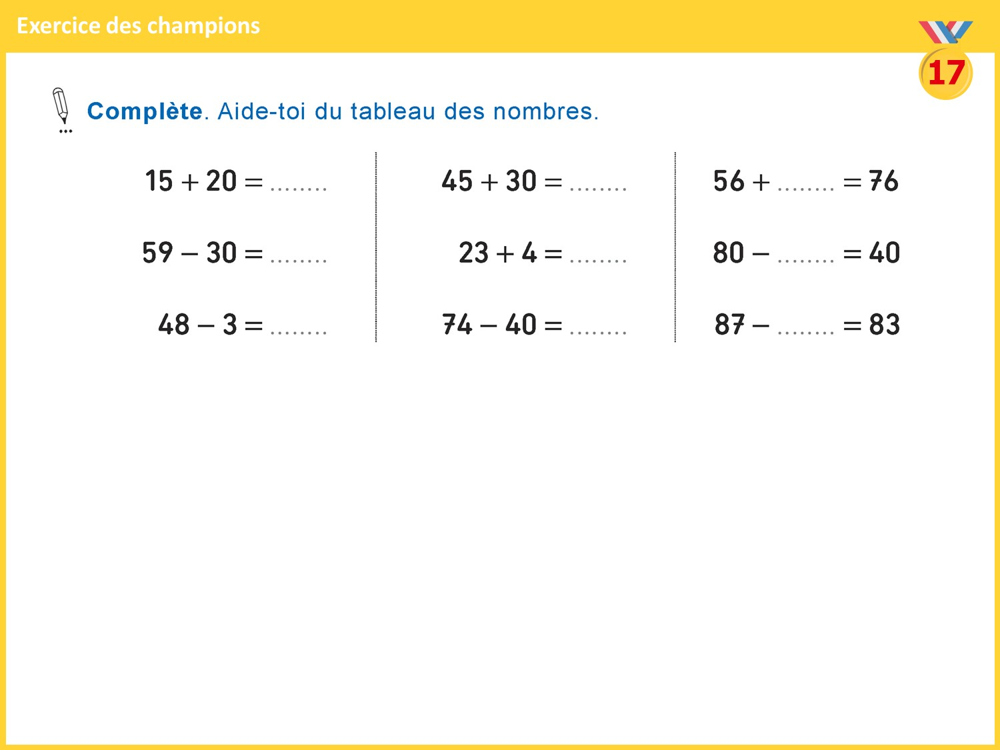 Exercice des champions
17
Complète. Aide-toi du tableau des nombres.
15 + 20 = ........
45 + 30 = ........
56 + ........ = 76
59 – 30 = ........
23 + 4 = ........
80 – ........ = 40
48 – 3 = ........
74 – 40 = ........
87 – ........ = 83